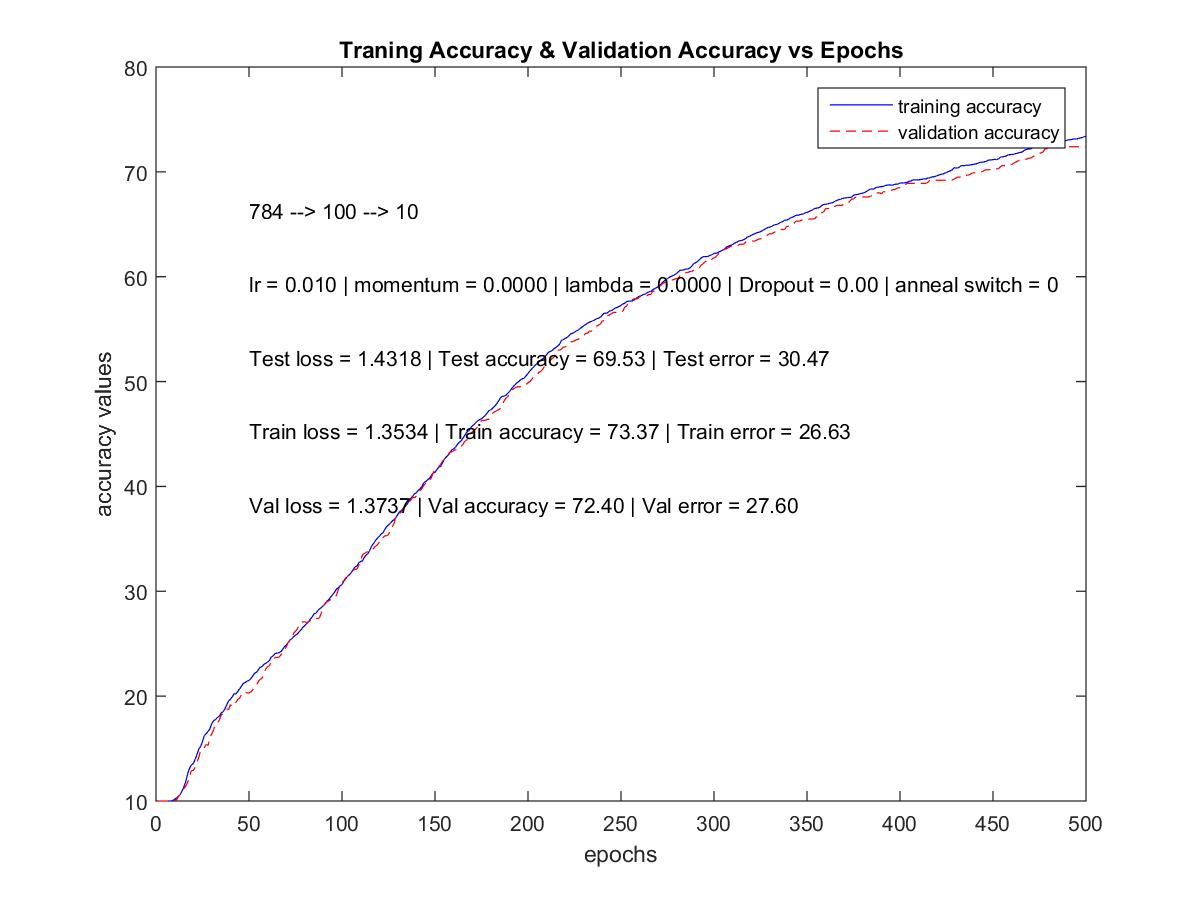 Traning Accuracy & Validation Accuracy vs Epochs
80
training accuracy
validation accuracy
70
784 --> 100 --> 10
60
lr = 0.010 | momentum = 0.0000 | lambda = 0.0000 | Dropout = 0.00 | anneal switch = 0
Test loss = 1.4318 | Test accuracy = 69.53 | Test error = 30.47
50
Train loss = 1.3534 | Train accuracy = 73.37 | Train error = 26.63
accuracy values
40
Val loss = 1.3737 | Val accuracy = 72.40 | Val error = 27.60
30
20
10
0 50 100 150 200 250 300 350 400 450 500
epochs